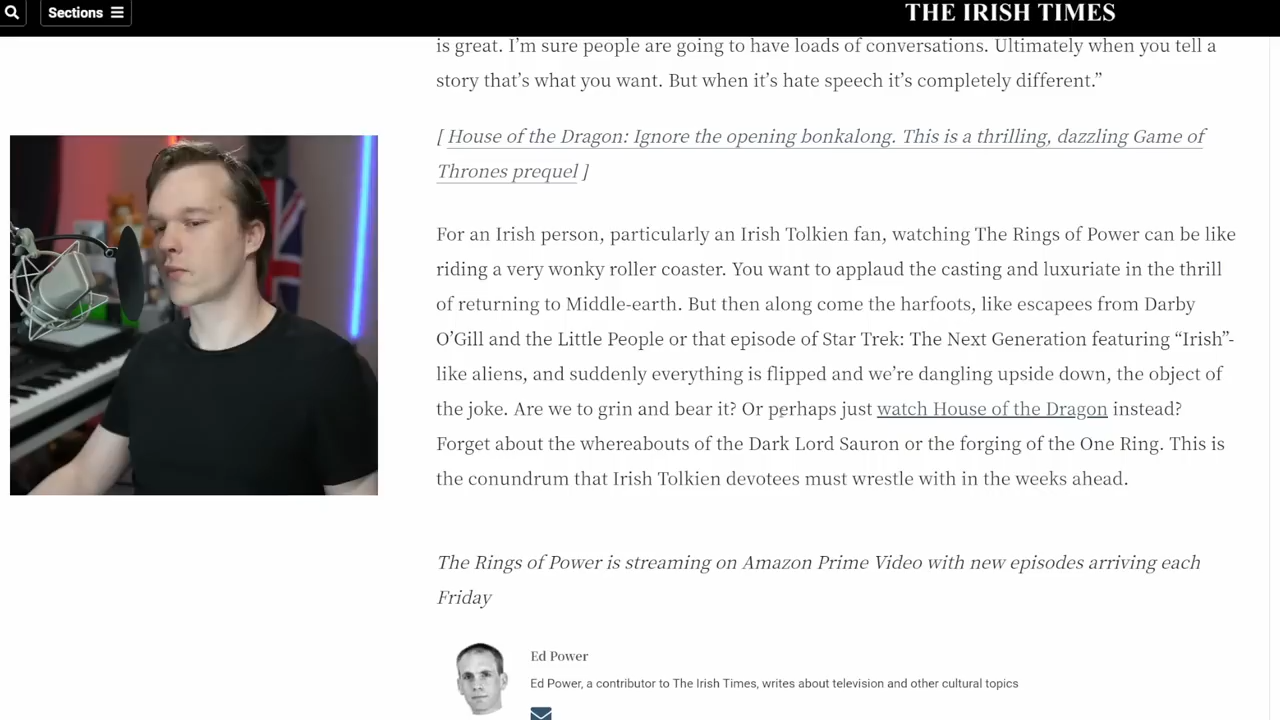 Sections
THE IRISH TIMES
is great. I’m sure people are going to have loads of conversations. Ultimately when you tell a
story that’s what you want. But when it’s hate speech it’s completely different.”
[ House of the Dragon: Ignore the opening bonkalong. This is a thrilling, dazzling Game of
Thrones prequel ]
For an Irish person, particularly an Irish Tolkien fan, watching The Rings of Power can be like
riding a very wonky roller coaster. You want to applaud the casting and luxuriate in the thrill
of returning to Middle-earth. But then along come the harfoots, like escapees from Darby
O’Gill and the Little People or that episode of Star Trek: The Next Generation featuring “Irish”-
like aliens, and suddenly everything is flipped and we’re dangling upside down, the object of
the joke. Are we to grin and bear it? Or perhaps just watch House of the Dragon instead?
Forget about the whereabouts of the Dark Lord Sauron or the forging of the One Ring. This is
the conundrum that Irish Tolkien devotees must wrestle with in the weeks ahead.
The Rings of Power is streaming on Amazon Prime Video with new episodes arriving each
Friday
Ed Power
Ed Power, a contributor to The Irish Times, writes about television and other cultural topics